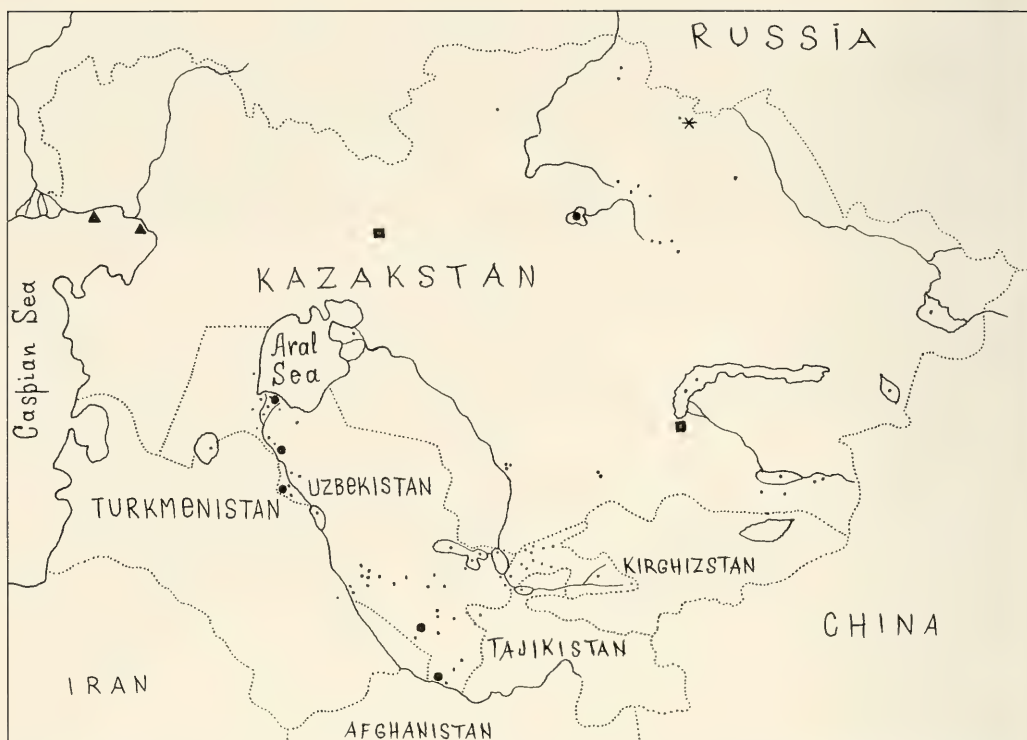 RUSSIA
KAZAKSTAN
Caspian Sea
Aral
Sea
UZBEKISTAN
TURKMENISTAN
KIRGHIZSTAN
CHINA
TAJIKISTAN
IRAN
AFGHANISTAN